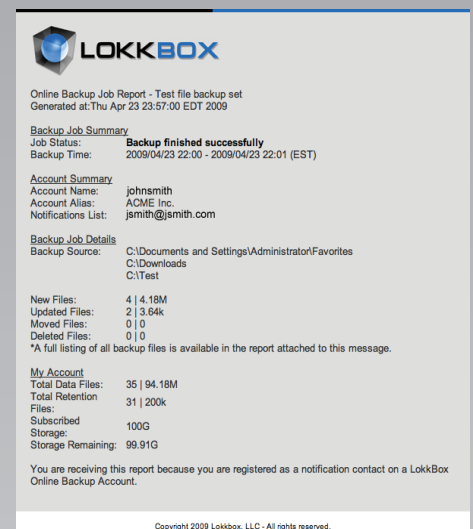 LOKKBOX
Online Backup Job Report - Test file backup set
Generated at:Thu Apr 23 23:57:00 EDT 2009
Backup Job Summary
Job Status: Backup finished successfully
Backup Time: 2009/04/23 22:00 - 2009/04/23 22:01 (EST)
Account Summary
Account Name: johnsmith
Account Alias: ACME Inc.
Notifications List: jsmith@jsmith.com
Backup Job Details
Backup Source: C:\Documents and Settings\Administrator\Favorites
C:\Downloads
C:\Test
New Files: 4 | 4.18M
Updated Files: 2 | 3.64k
Moved Files: 0 | 0
Deleted Files: 0 | 0
*A full listing of all backup files is available in the report attached to this message.
My Account
Total Data Files: 35 | 94.18M
Total Retention
Files: 31 | 200k
Subscribed
Storage: 100G
Storage Remaining: 99.91G
You are receiving this report because you are registered as a notification contact on a LokkBox
Online Backup Account.
Copyright 2009 Lokkbox, LLC - All rights reserved.